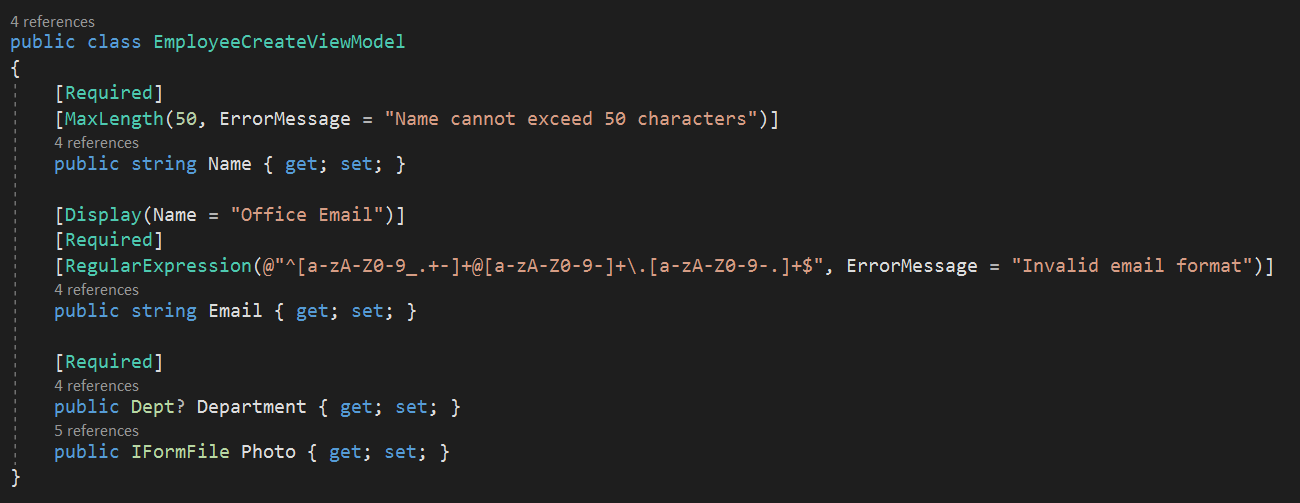 4 references
public class EmployeeCreateViewModel
{
[Required]
[MaxLength(50, ErrorMessage = "Name cannot exceed 50 characters")]
4 references
public string Name { get; set; }
[Display(Name = "Office Email")]
[Required]
[RegularExpression(@"^[a-zA-Z0-9_.+-]+@[a-zA-Z0-9-]+\.[a-zA-Z0-9-.]+$", ErrorMessage = "Invalid email format")]
4 references
public string Email { get; set; }
[Required]
4 references
public Dept? Department { get; set; }
5 references
public IFormFile Photo { get; set; }
}